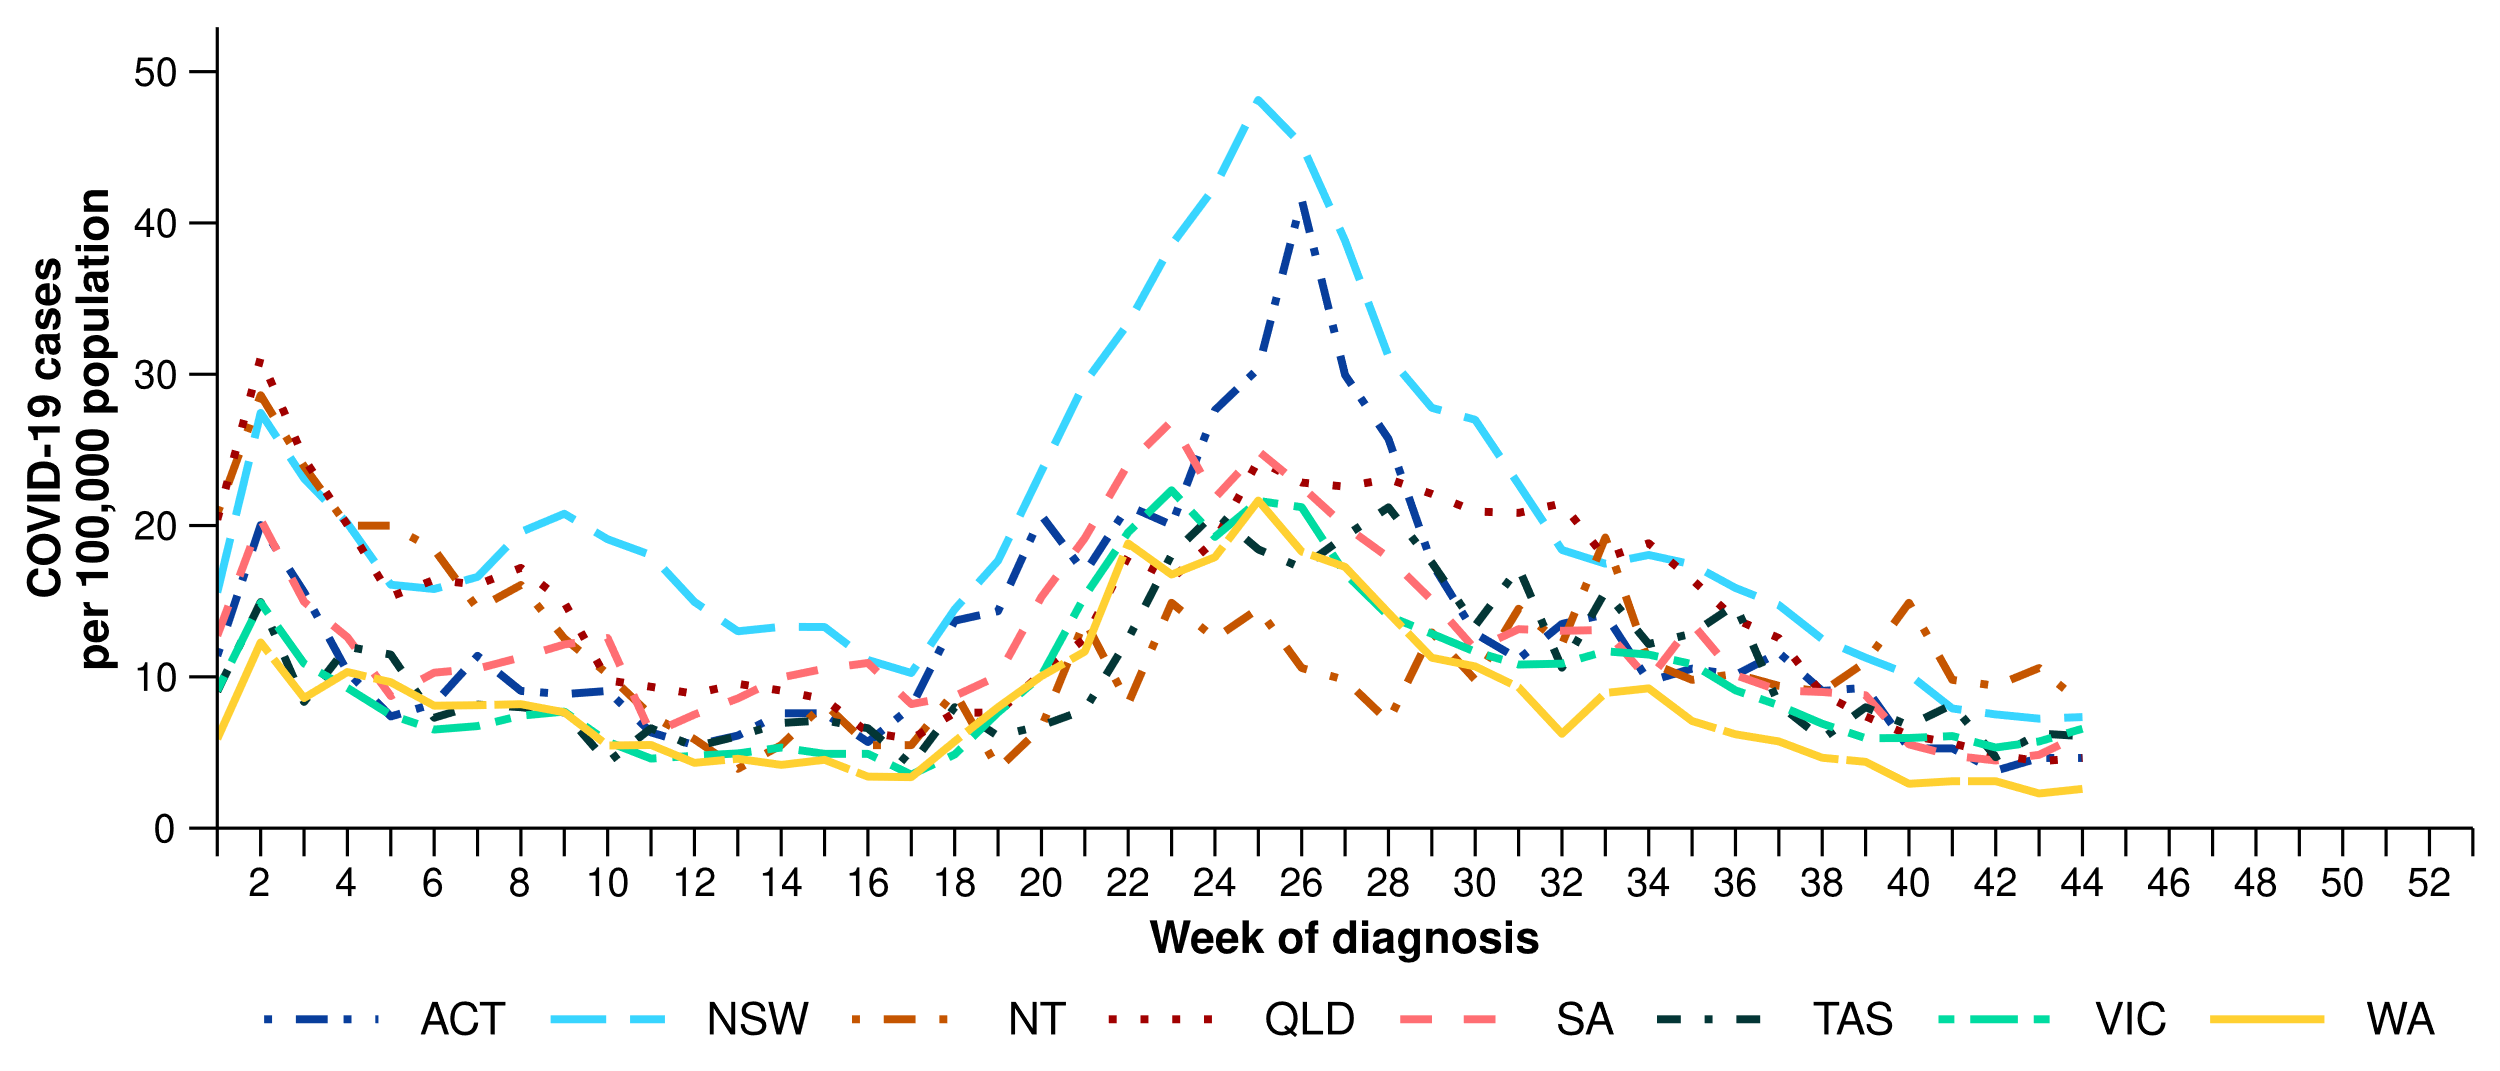 COVID-19 cases
per 100,000 population
50
40
30
20
10
0
2 4 6 8 10 12 14 16 18 20 22 24 26 28 30 32 34 36 38 40 42 44 46 48 50 52
Week of diagnosis
ACT NSW NT QLD SA TAS VIC WA